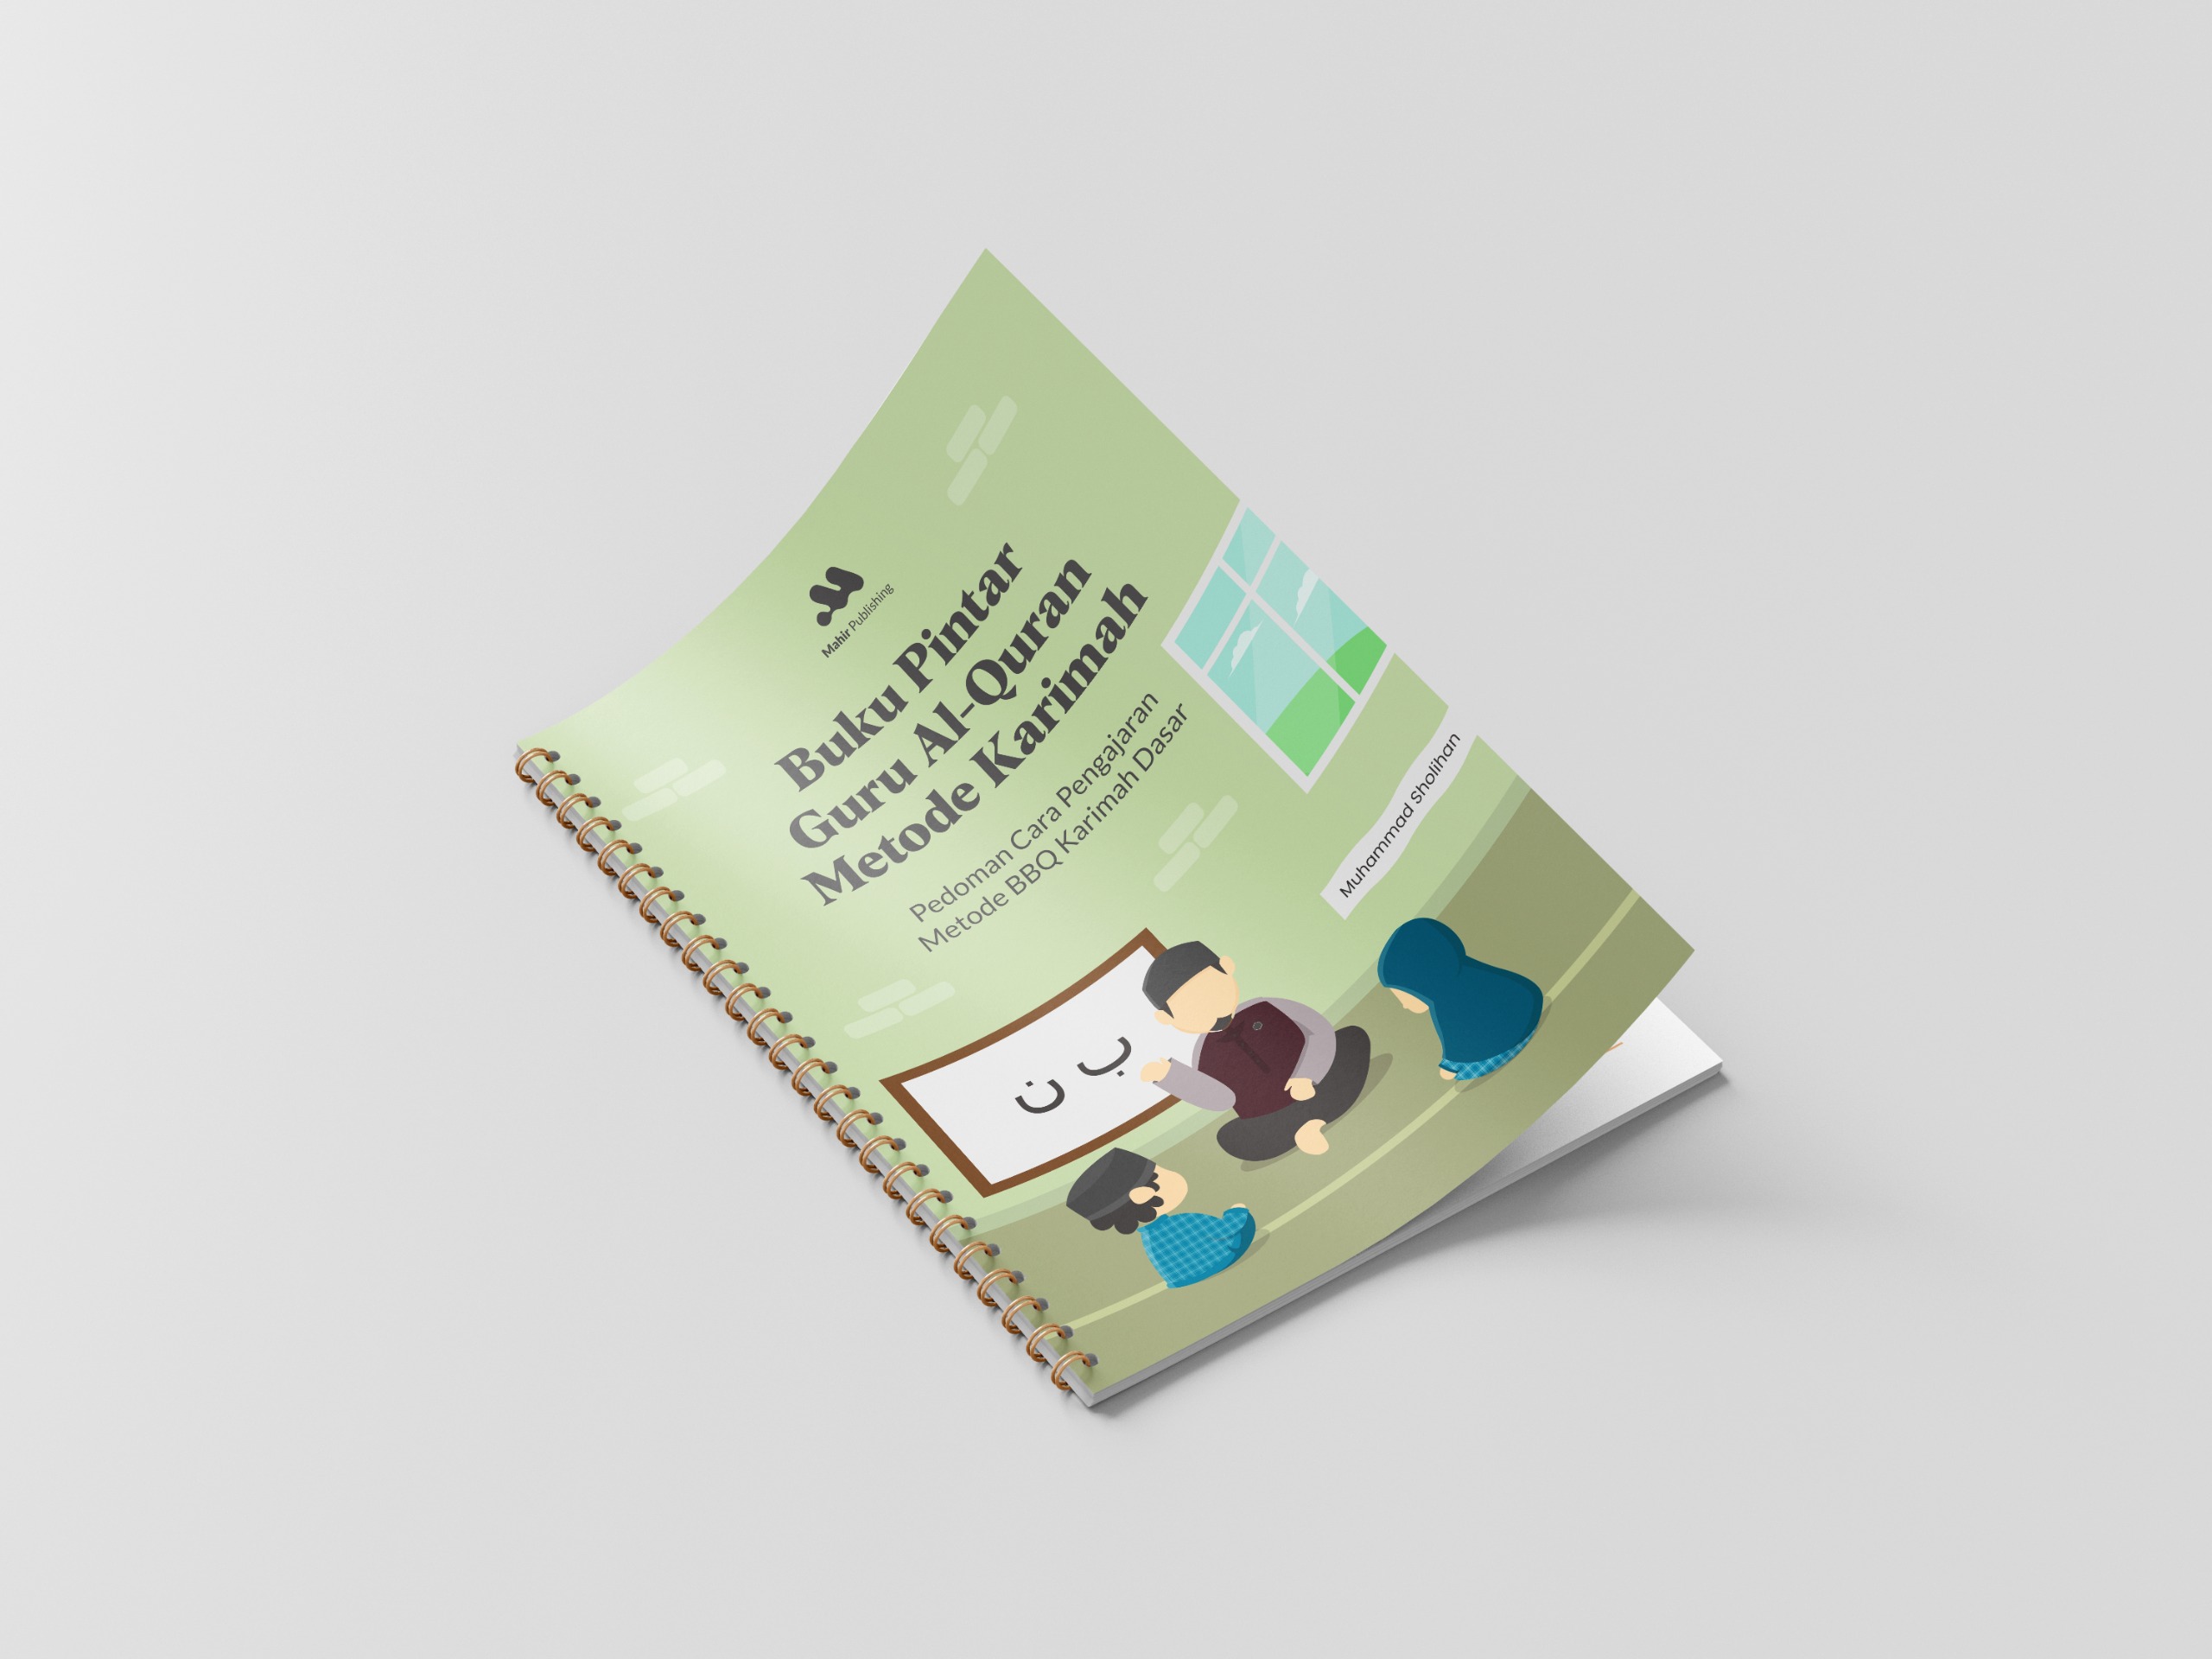 Mahir Publishing
Buku Pintar
Guru Al-Quran
Metode Karimah
Pedoman Cara Pengajaran
Metode BBQ Karimah Dasar
Muhammad Sholihan
ب ن